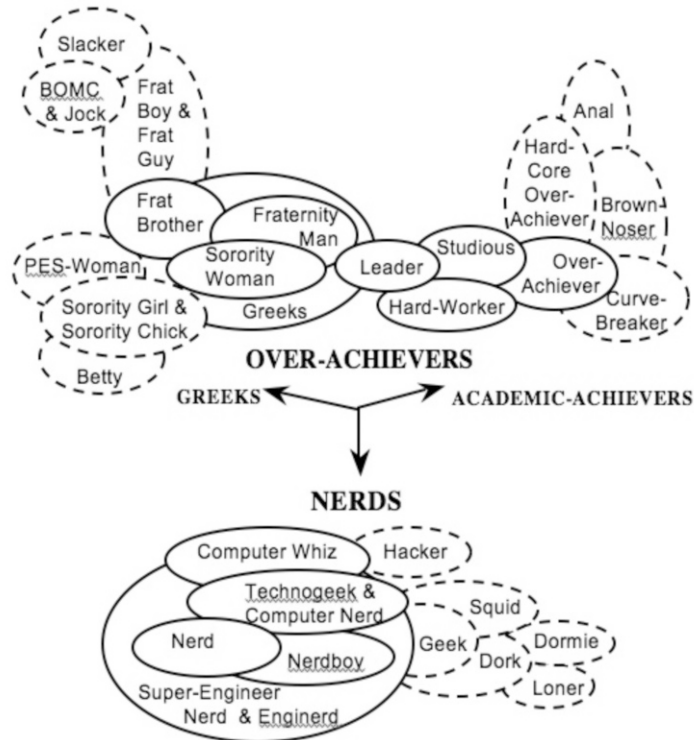 Slacker
BOMC
& Jock
Frat
Boy &
Frat
Guy
Anal
Hard-
Core
Over-
Achiever
Brown-
Noser
Frat
Brother
Fraternity
Man
Studious
Over-
Achiever
PES-Woman
Sorority
Woman
Leader
Curve-
Breaker
Sorority Girl &
Sorority Chick
Greeks
Hard-Worker
Betty
OVER-ACHIEVERS
GREEKS
ACADEMIC-ACHIEVERS
NERDS
Computer Whiz
Hacker
Technogeek &
Computer Nerd
Squid
Nerd
Nerdboy
Geek
Dork
Dormie
Loner
Super-Engineer
Nerd & Enginerd